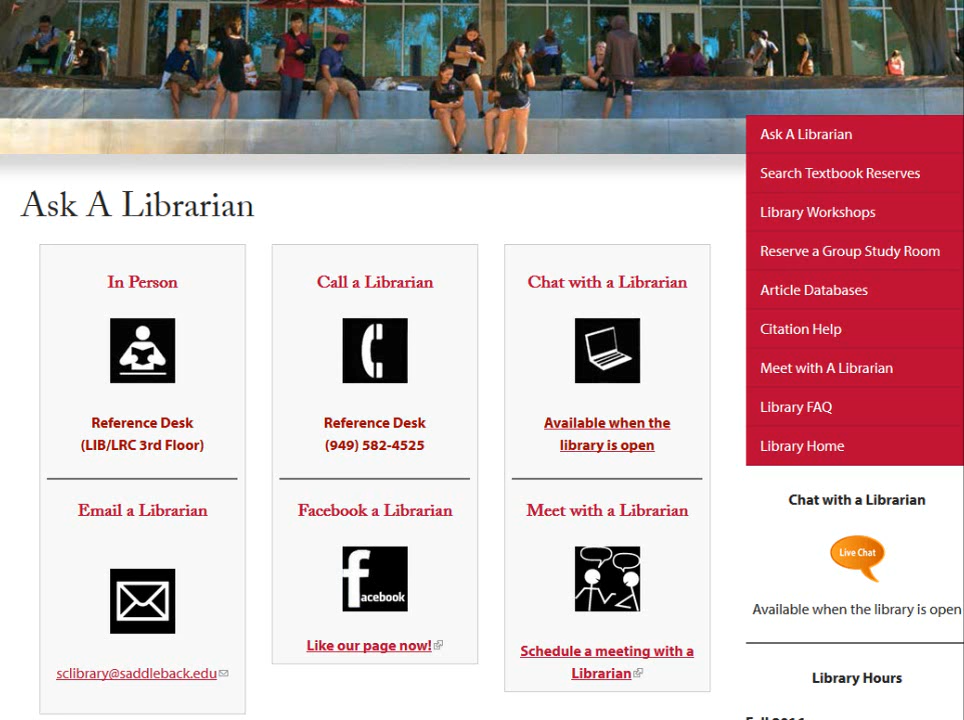 Ask A Librarian
In Person
Reference Desk
(LIB/LRC 3rd Floor)
Email a Librarian
sclibrary@saddleback.edu
Call a Librarian
Reference Desk
(949) 582-4525
Facebook a Librarian
facebook
Like our page now!
Chat with a Librarian
Available when the
library is open
Meet with a Librarian
Schedule a meeting with a
Librarian
Ask A Librarian
Search Textbook Reserves
Library Workshops
Reserve a Group Study Room
Article Databases
Citation Help
Meet with A Librarian
Library FAQ
Library Home
Chat with a Librarian
Live Chat
Available when the library is open
Library Hours
Fall 2016